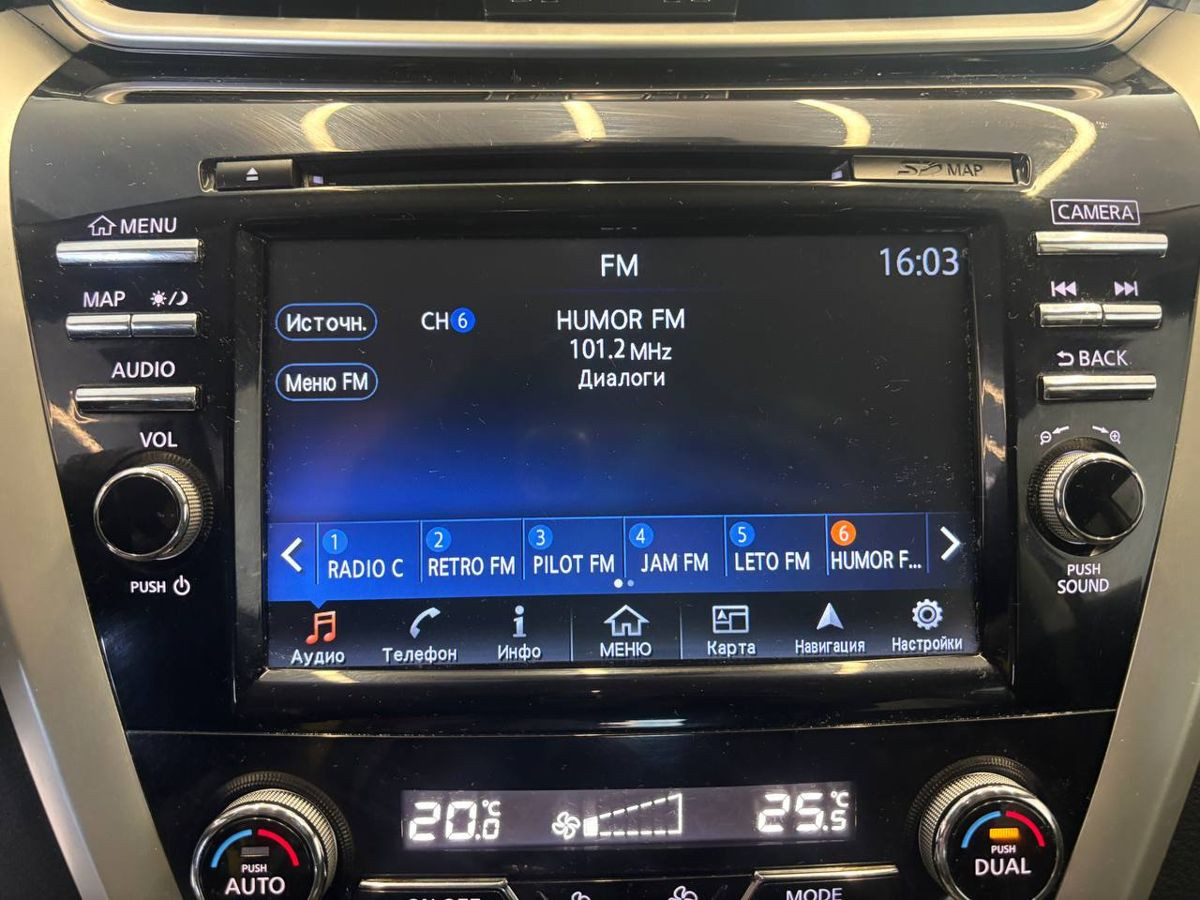 MAP
MENU
CAMERA
FM
16:03
MAP
Источн.
CH 6
HUMOR FM
101.2 MHz
Диалоги
Меню FM
AUDIO
BACK
VOL
PUSH
PUSH
SOUND
1 RADIO C
2 RETRO FM
3 PILOT FM
4 JAM FM
5 LETO FM
6 HUMOR F...
Аудио
Телефон
Инфо
МЕНЮ
Карта
Навигация
Настройки
20.0°C
25.5°C
PUSH
AUTO
PUSH
DUAL
ON·OFF
MODE